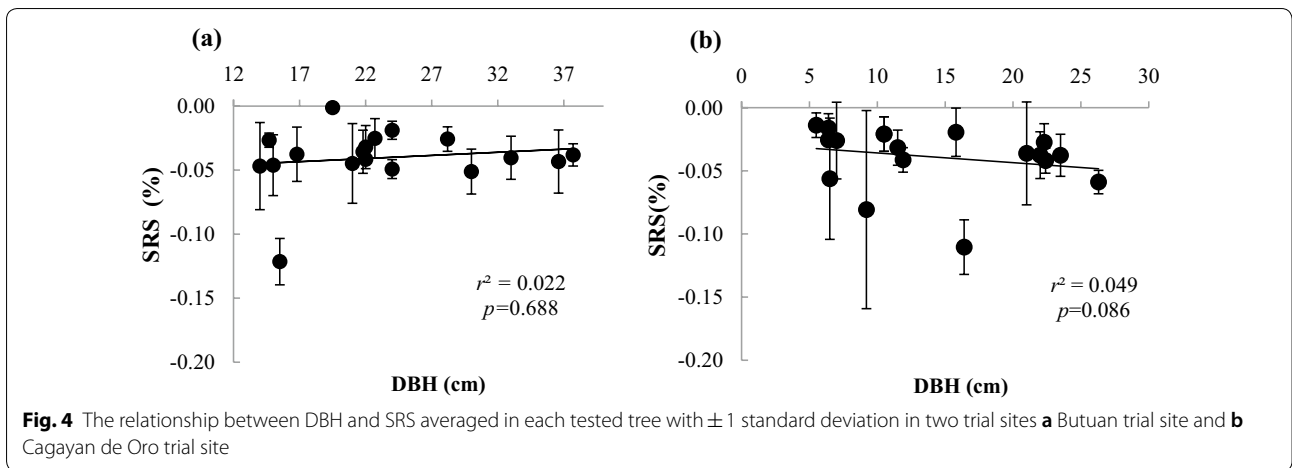 (a)
12 17 22 27 32 37
0.00
-0.05
-0.10
-0.15
-0.20
SRS (%)
r² = 0.022
p=0.688
DBH (cm)
(b)
0 5 10 15 20 25 30
0.00
-0.05
-0.10
-0.15
-0.20
SRS(%)
r² = 0.049
p=0.086
DBH (cm)
Fig. 4 The relationship between DBH and SRS averaged in each tested tree with ± 1 standard deviation in two trial sites a Butuan trial site and b
Cagayan de Oro trial site